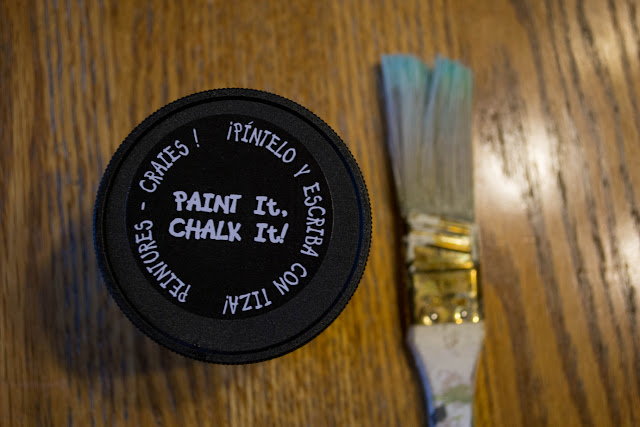 PAINT It,
CHALK It!
¡PÍNTELO Y ESCRIBA CON TIZA!
PEINTURES - CRAIES !